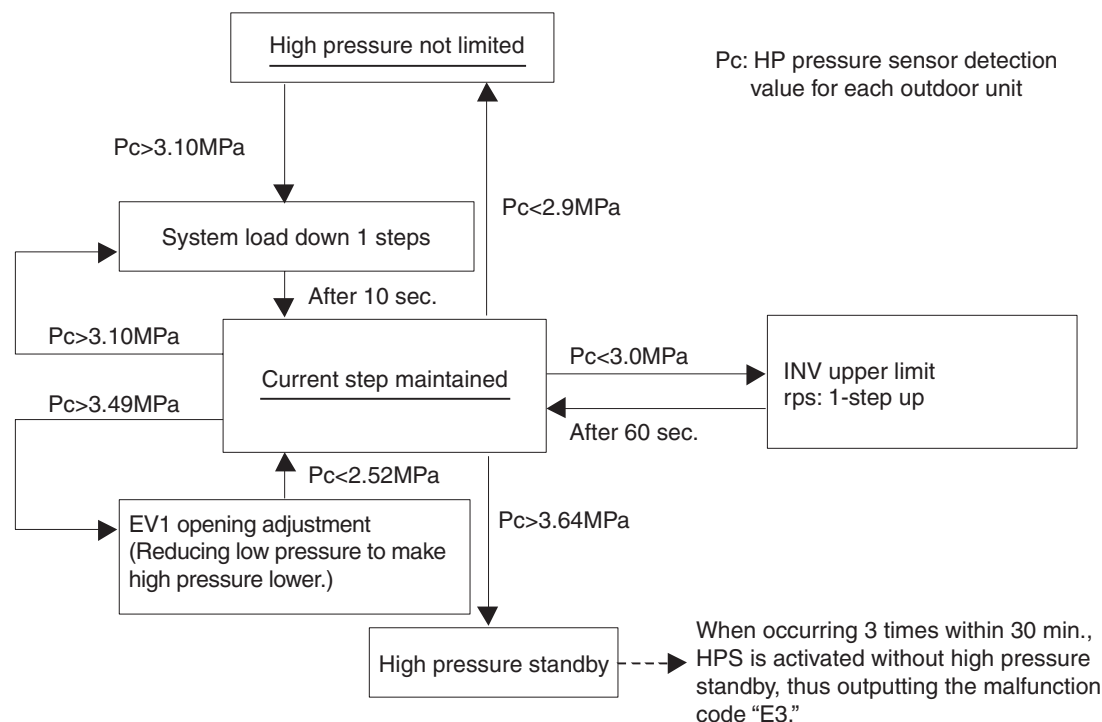 High pressure not limited
Pc: HP pressure sensor detection
value for each outdoor unit
Pc>3.10MPa
Pc<2.9MPa
System load down 1 steps
After 10 sec.
Pc>3.10MPa
Current step maintained
Pc<3.0MPa
INV upper limit
rps: 1-step up
After 60 sec.
Pc>3.49MPa
Pc<2.52MPa
EV1 opening adjustment
(Reducing low pressure to make
high pressure lower.)
Pc>3.64MPa
High pressure standby
When occurring 3 times within 30 min.,
HPS is activated without high pressure
standby, thus outputting the malfunction
code “E3.”